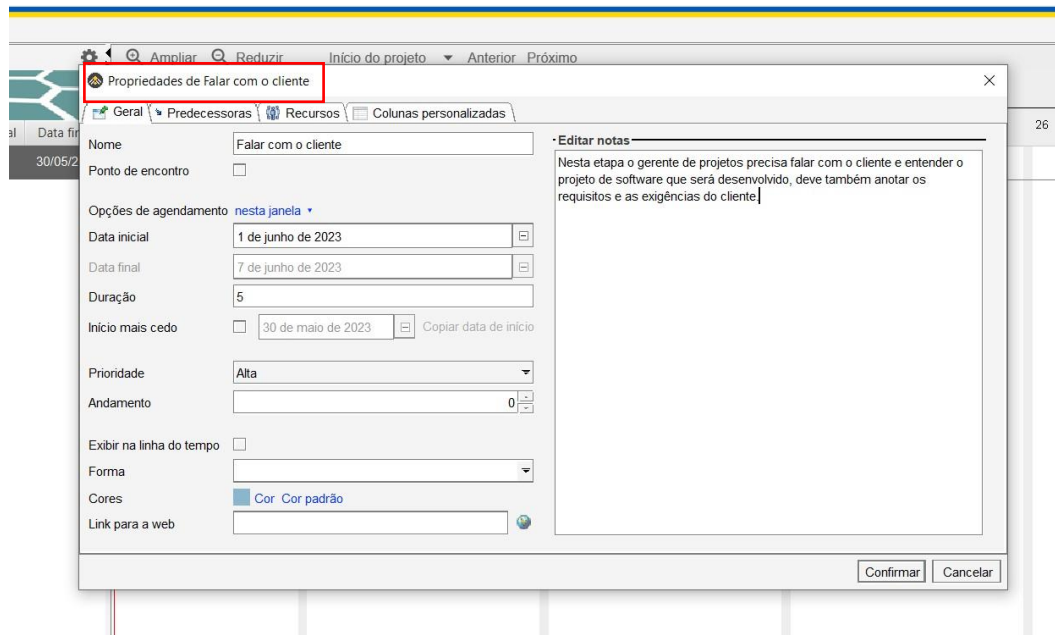 Ampliar Reduzir Início do projeto Anterior Próximo
Propriedades de Falar com o cliente
Geral Predecessoras Recursos Colunas personalizadas
Data fin
26
30/05/2
Nome Falar com o cliente
Ponto de encontro
Opções de agendamento nesta janela
Data inicial 1 de junho de 2023
Data final 7 de junho de 2023
Duração 5
Início mais cedo 30 de maio de 2023 Copiar data de início
Prioridade Alta
Andamento 0
Exibir na linha do tempo
Forma
Cores Cor Cor padrão
Link para a web
Editar notas
Nesta etapa o gerente de projetos precisa falar com o cliente e entender o
projeto de software que será desenvolvido, deve também anotar os
requisitos e as exigências do cliente.
Confirmar Cancelar